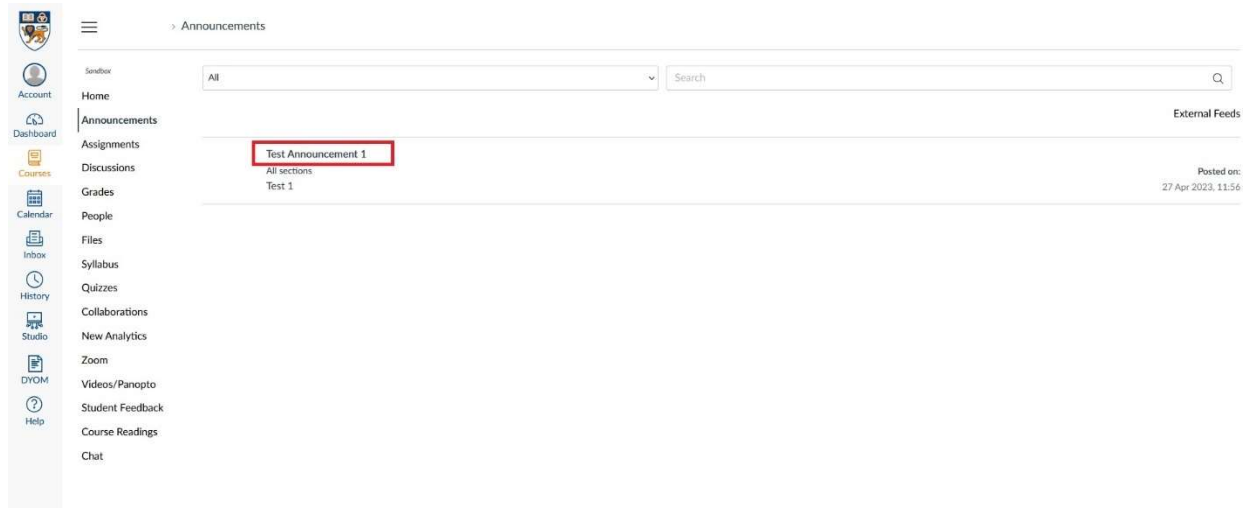 > Announcements
Account
Dashboard
Courses
Calendar
Inbox
History
Studio
DYOM
Help
Sandbox
Home
Announcements
Assignments
Discussions
Grades
People
Files
Syllabus
Quizzes
Collaborations
New Analytics
Zoom
Videos/Panopto
Student Feedback
Course Readings
Chat
All
Search
External Feeds
Test Announcement 1
All sections
Test 1
Posted on:
27 Apr 2023, 11:56